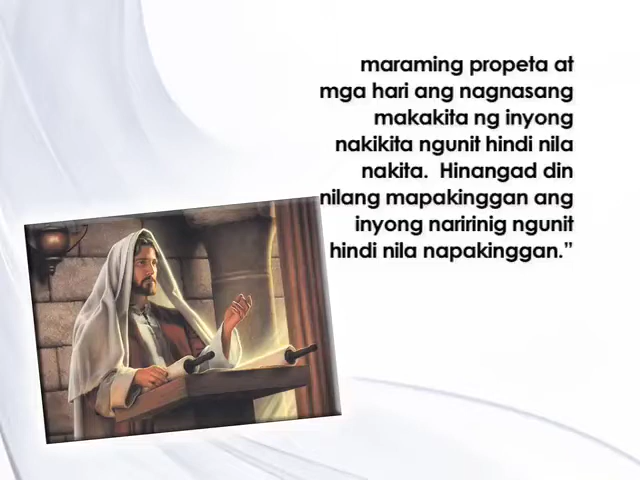 maraming propeta at
mga hari ang nagnasang
makakita ng inyong
nakikita ngunit hindi nila
nakita. Hinangad din
nilang mapakinggan ang
inyong naririnig ngunit
hindi nila napakinggan.”